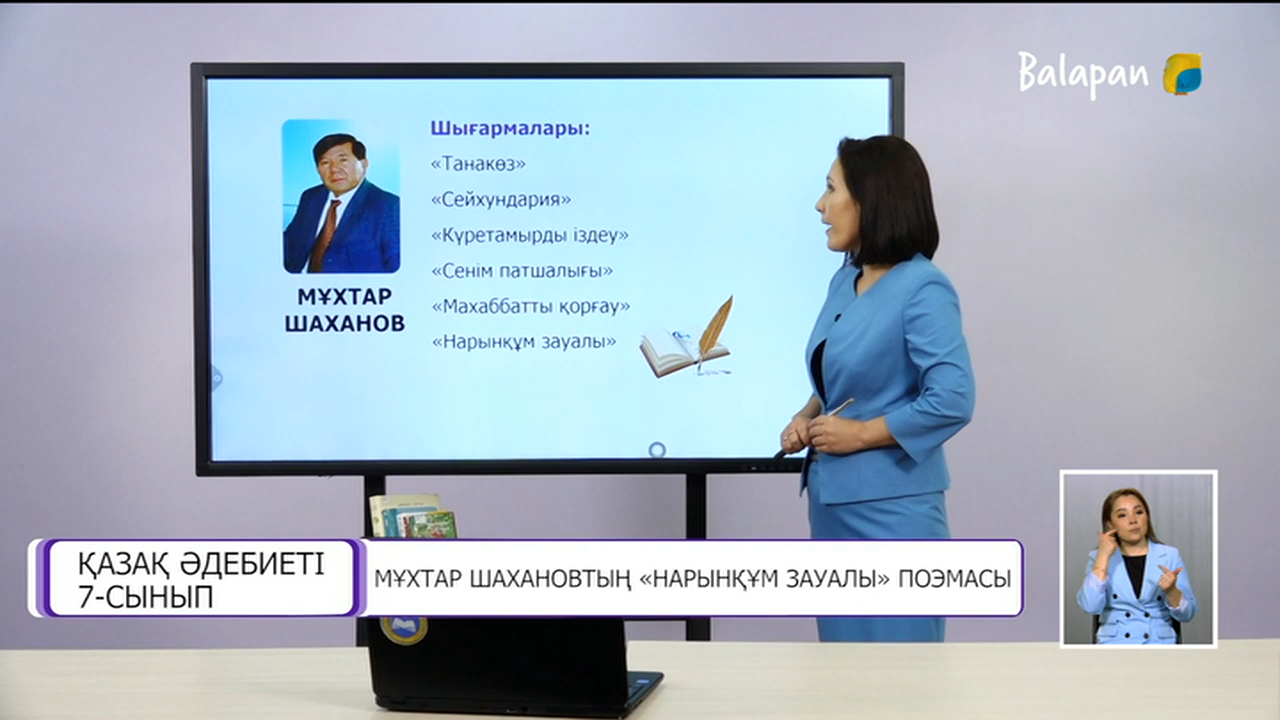 Balapan
Шығармалары:
«Танакөз»
«Сейхундария»
«Күретамырды іздеу»
«Сенім патшалығы»
«Махаббатты қорғау»
«Нарынқұм зауалы»
МҰХТАР
ШАХАНОВ
ҚАЗАҚ ӘДЕБИЕТІ
7-СЫНЫП
МҰХТАР ШАХАНОВТЫҢ «НАРЫНҚҰМ ЗАУАЛЫ» ПОЭМАСЫ